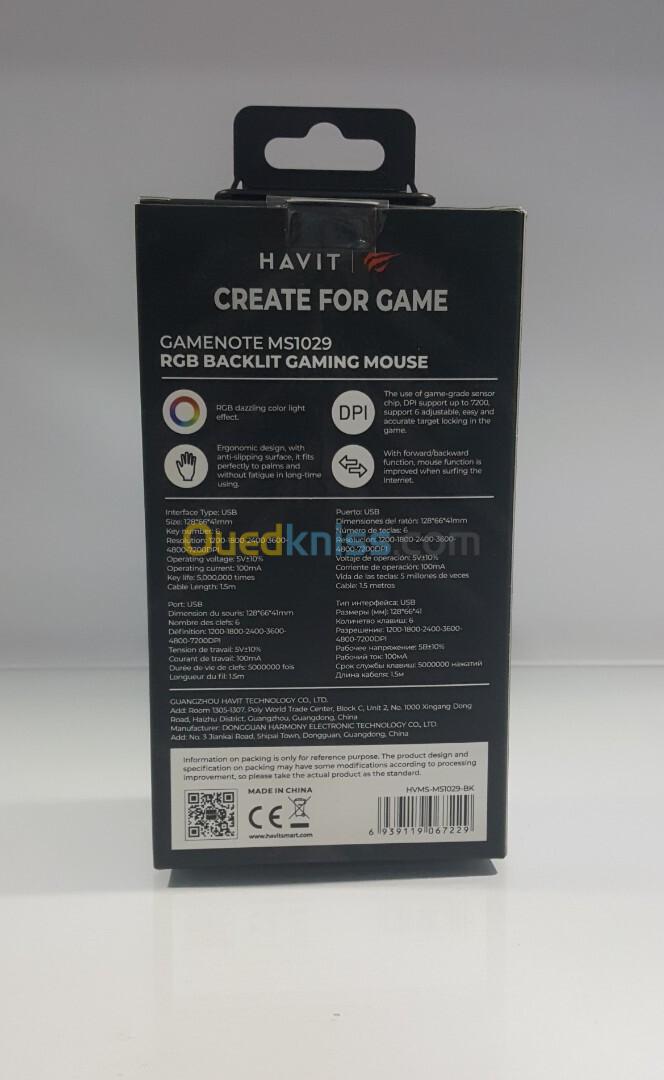 HAVIT
CREATE FOR GAME
GAMENOTE MS1029
RGB BACKLIT GAMING MOUSE
RGB dazzling color light
effect.
DPI
The use of game-grade sensor
chip, DPI support up to 7200,
support 6 adjustable, easy and
accurate target locking in the
game.
Ergonomic design, with
anti-slipping surface, it fits
perfectly to palms and
without fatigue in long-time
using.
With forward/backward
function, mouse function is
improved when surfing the
Internet.
Interface Type: USB
Size: 128*66*41mm
Key number: 6
Resolution: 1200-1800-2400-3600-
4800-7200DPI
Operating voltage: 5V±10%
Operating current: 100mA
Key life: 5,000,000 times
Cable Length: 1.5m
Puerto: USB
Dimensiones del ratón: 128*66*41mm
Número de teclas: 6
Resolución: 1200-1800-2400-3600-
4800-7200DPI
Voltaje de operación: 5V±10%
Corriente de operación: 100mA
Vida de las teclas: 5 millones de veces
Cable: 1.5 metros
Ouedkniss.com
Port: USB
Dimension du souris: 128*66*41mm
Nombre des clefs: 6
Définition: 1200-1800-2400-3600-
4800-7200DPI
Tension de travail: 5V±10%
Courant de travail: 100mA
Durée de vie de clefs: 5000000 fois
Longueur du fil: 1.5m
Тип интерфейса: USB
Размеры (мм): 128*66*41
Количество клавиш: 6
Разрешение: 1200-1800-2400-3600-
4800-7200DPI
Рабочее напряжение: 5В±10%
Рабочий ток: 100мА
Срок службы клавиш: 5000000 нажатий
Длина кабеля: 1.5м
GUANGZHOU HAVIT TECHNOLOGY CO., LTD.
Add: Room 1305-1307, Poly World Trade Center, Block C, Unit 2, No. 1000 Xingang Dong
Road, Haizhu District, Guangzhou, Guangdong, China
Manufacturer: DONGGUAN HARMONY ELECTRONIC TECHNOLOGY CO., LTD.
Add: No. 3 Jiankai Road, Shipai Town, Dongguan, Guangdong, China
Information on packing is only for reference purpose. The product design and
specification on packing may have some modifications according to processing
improvement, so please take the actual product as the standard.
MADE IN CHINA
CE
www.havitsmart.com
HVMS-MS1029-BK
6 939119 067229